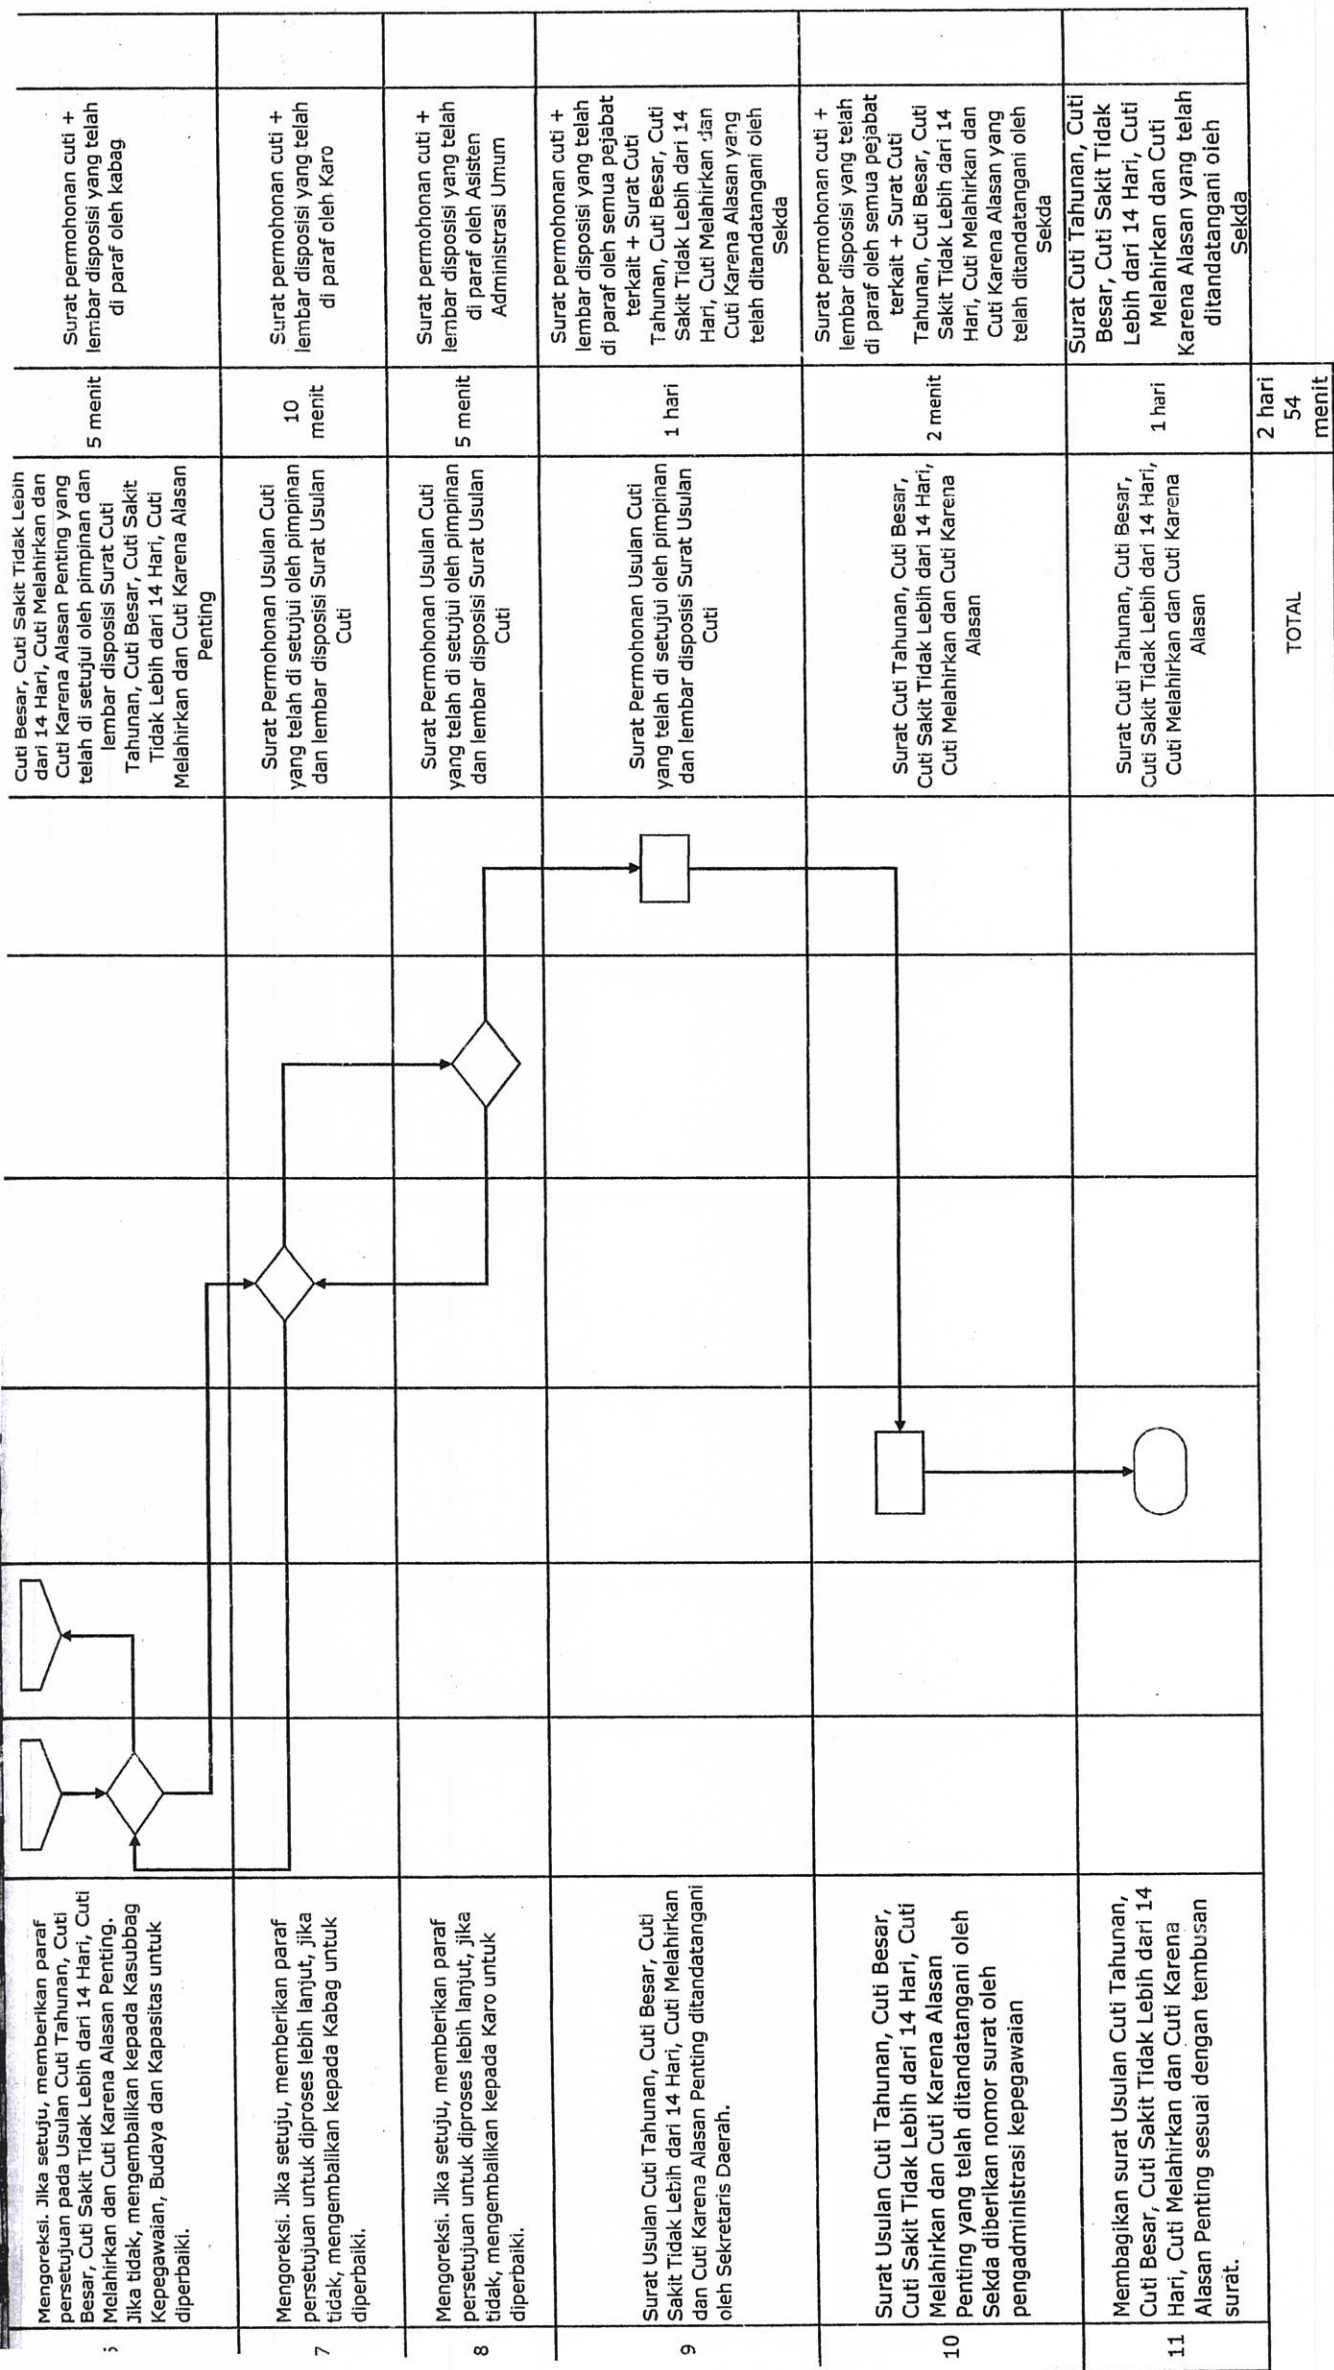 Mengoreksi. Jika setuju, memberikan paraf
persetujuan pada Usulan Cuti Tahunan, Cuti
Besar, Cuti Sakit Tidak Lebih dari 14 Hari, Cuti
Melahirkan dan Cuti Karena Alasan Penting.
Jika tidak, mengembalikan kepada Kasubbag
Kepegawaian, Budaya dan Kapasitas untuk
diperbaiki.
Cuti Besar, Cuti Sakit Tidak Lebih
dari 14 Hari, Cuti Melahirkan dan
Cuti Karena Alasan Penting yang
telah di setujui oleh pimpinan dan
lembar disposisi Surat Cuti
Tahunan, Cuti Besar, Cuti Sakit
Tidak Lebih dari 14 Hari, Cuti
Melahirkan dan Cuti Karena Alasan
Penting
5 menit
Surat permohonan cuti +
lembar disposisi yang telah
di paraf oleh kabag
7
Mengoreksi. Jika setuju, memberikan paraf
persetujuan untuk diproses lebih lanjut, jika
tidak, mengembalikan kepada Kabag untuk
diperbaiki.
Surat Permohonan Usulan Cuti
yang telah di setujui oleh pimpinan
dan lembar disposisi Surat Usulan
Cuti
10
menit
Surat permohonan cuti +
lembar disposisi yang telah
di paraf oleh Karo
8
Mengoreksi. Jika setuju, memberikan paraf
persetujuan untuk diproses lebih lanjut, jika
tidak, mengembalikan kepada Karo untuk
diperbaiki.
Surat Permohonan Usulan Cuti
yang telah di setujui oleh pimpinan
dan lembar disposisi Surat Usulan
Cuti
5 menit
Surat permohonan cuti +
lembar disposisi yang telah
di paraf oleh Asisten
Administrasi Umum
9
Surat Usulan Cuti Tahunan, Cuti Besar, Cuti
Sakit Tidak Lebih dari 14 Hari, Cuti Melahirkan
dan Cuti Karena Alasan Penting ditandatangani
oleh Sekretaris Daerah.
Surat Permohonan Usulan Cuti
yang telah di setujui oleh pimpinan
dan lembar disposisi Surat Usulan
Cuti
1 hari
Surat permohonan cuti +
lembar disposisi yang telah
di paraf oleh semua pejabat
terkait + Surat Cuti
Tahunan, Cuti Besar, Cuti
Sakit Tidak Lebih dari 14
Hari, Cuti Melahirkan dan
Cuti Karena Alasan yang
telah ditandatangani oleh
Sekda
10
Surat Usulan Cuti Tahunan, Cuti Besar,
Cuti Sakit Tidak Lebih dari 14 Hari, Cuti
Melahirkan dan Cuti Karena Alasan
Penting yang telah ditandatangani oleh
Sekda diberikan nomor surat oleh
pengadministrasi kepegawaian
Surat Cuti Tahunan, Cuti Besar,
Cuti Sakit Tidak Lebih dari 14 Hari,
Cuti Melahirkan dan Cuti Karena
Alasan
2 menit
Surat permohonan cuti +
lembar disposisi yang telah
di paraf oleh semua pejabat
terkait + Surat Cuti
Tahunan, Cuti Besar, Cuti
Sakit Tidak Lebih dari 14
Hari, Cuti Melahirkan dan
Cuti Karena Alasan yang
telah ditandatangani oleh
Sekda
11
Membagikan surat Usulan Cuti Tahunan,
Cuti Besar, Cuti Sakit Tidak Lebih dari 14
Hari, Cuti Melahirkan dan Cuti Karena
Alasan Penting sesuai dengan tembusan
surat.
Surat Cuti Tahunan, Cuti Besar,
Cuti Sakit Tidak Lebih dari 14 Hari,
Cuti Melahirkan dan Cuti Karena
Alasan
1 hari
Surat Cuti Tahunan, Cuti
Besar, Cuti Sakit Tidak
Lebih dari 14 Hari, Cuti
Melahirkan dan Cuti
Karena Alasan yang telah
ditandatangani oleh
Sekda
TOTAL
2 hari
54
menit